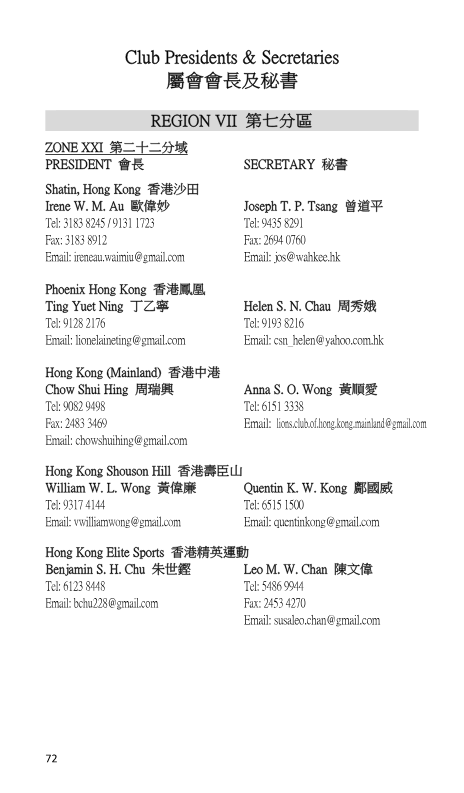 Club Presidents & Secretaries
屬會會長及秘書
REGION VII 第七分區
ZONE XXI 第二十二分域
PRESIDENT 會長 SECRETARY 秘書
Shatin, Hong Kong 香港沙田
Irene W. M. Au 歐偉妙 Joseph T. P. Tsang 曾道平
Tel: 3183 8245 / 9131 1723 Tel: 9435 8291
Fax: 3183 8912 Fax: 2694 0760
Email: ireneau.waimiu@gmail.com Email: jos@wahkee.hk
Phoenix Hong Kong 香港鳳凰
Ting Yuet Ning 丁乙寧 Helen S. N. Chau 周秀娥
Tel: 9128 2176 Tel: 9193 8216
Email: lionelaineting@gmail.com Email: csn_helen@yahoo.com.hk
Hong Kong (Mainland) 香港中港
Chow Shui Hing 周瑞興 Anna S. O. Wong 黃順愛
Tel: 9082 9498 Tel: 6151 3338
Fax: 2483 3469 Email: lions.club.of.hong.kong.mainland@gmail.com
Email: chowshuihing@gmail.com
Hong Kong Shouson Hill 香港壽臣山
William W. L. Wong 黃偉廉 Quentin K. W. Kong 鄺國威
Tel: 9317 4144 Tel: 6515 1500
Email: vwilliamwong@gmail.com Email: quentinkong@gmail.com
Hong Kong Elite Sports 香港精英運動
Benjamin S. H. Chu 朱世鏗 Leo M. W. Chan 陳文偉
Tel: 6123 8448 Tel: 5486 9944
Email: bchu228@gmail.com Fax: 2453 4270
Email: susaleo.chan@gmail.com
72